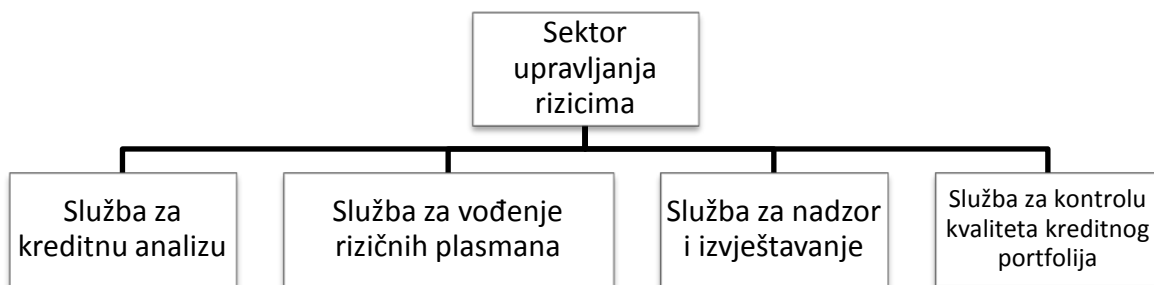 Sektor
upravljanja
rizicima
Služba za
kreditnu analizu
Služba za vođenje
rizičnih plasmana
Služba za nadzor
i izvještavanje
Služba za kontrolu
kvaliteta kreditnog
portfolija